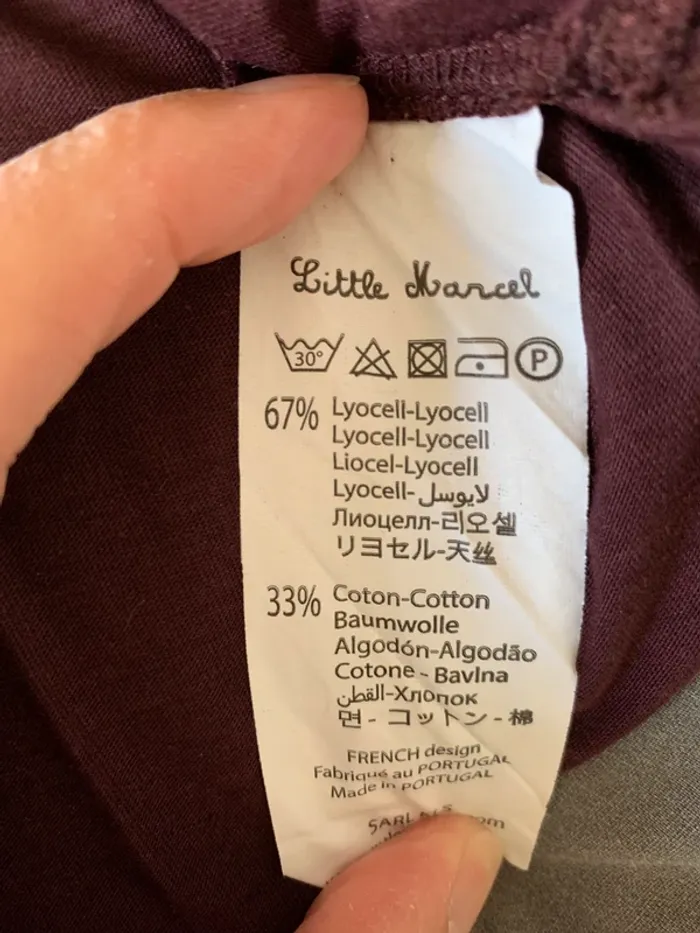 Little Marcel
30°
P
67% Lyocell-Lyocell
Lyocell-Lyocell
Liocel-Lyocell
Lyocell-لايوسل
Лиоцелл-리오셀
リヨセル-天丝
33% Coton-Cotton
Baumwolle
Algodón-Algodão
Cotone - Bavlna
القطن-Хлопок
면 - コットン - 棉
FRENCH design
Fabriqué au PORTUGAL
Made in PORTUGAL
SARL